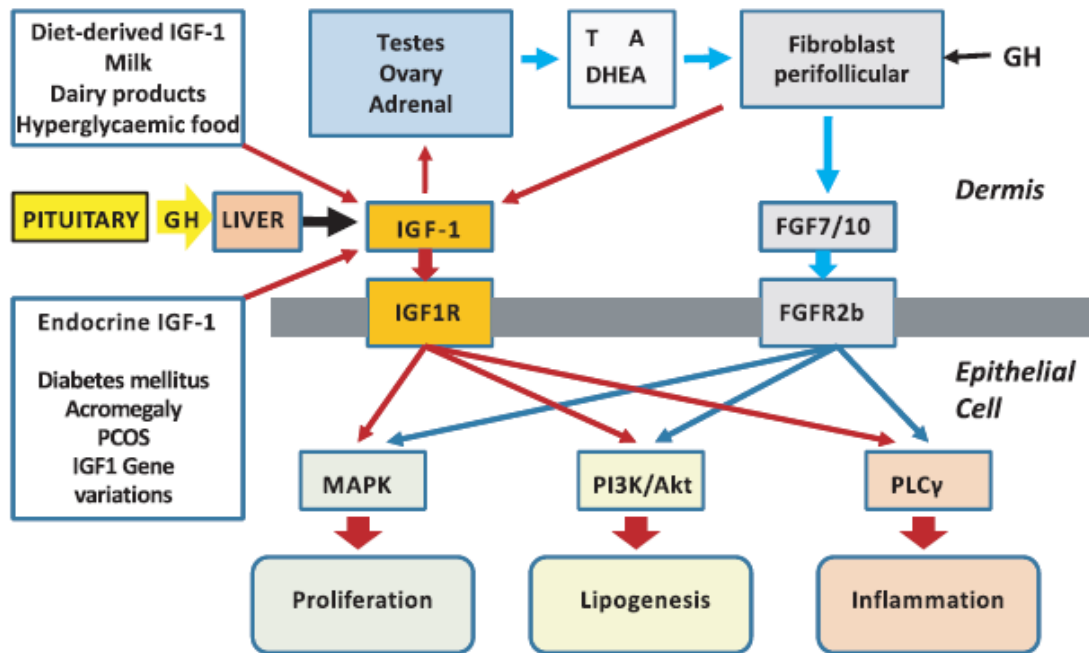 Diet-derived IGF-1
Milk
Dairy products
Hyperglycaemic food
Testes
Ovary
Adrenal
T A
DHEA
Fibroblast
perifollicular
GH
Dermis
PITUITARY
GH
LIVER
IGF-1
FGF7/10
IGF1R
FGFR2b
Endocrine IGF-1
Diabetes mellitus
Acromegaly
PCOS
IGF1 Gene
variations
Epithelial
Cell
MAPK
PI3K/Akt
PLCγ
Proliferation
Lipogenesis
Inflammation